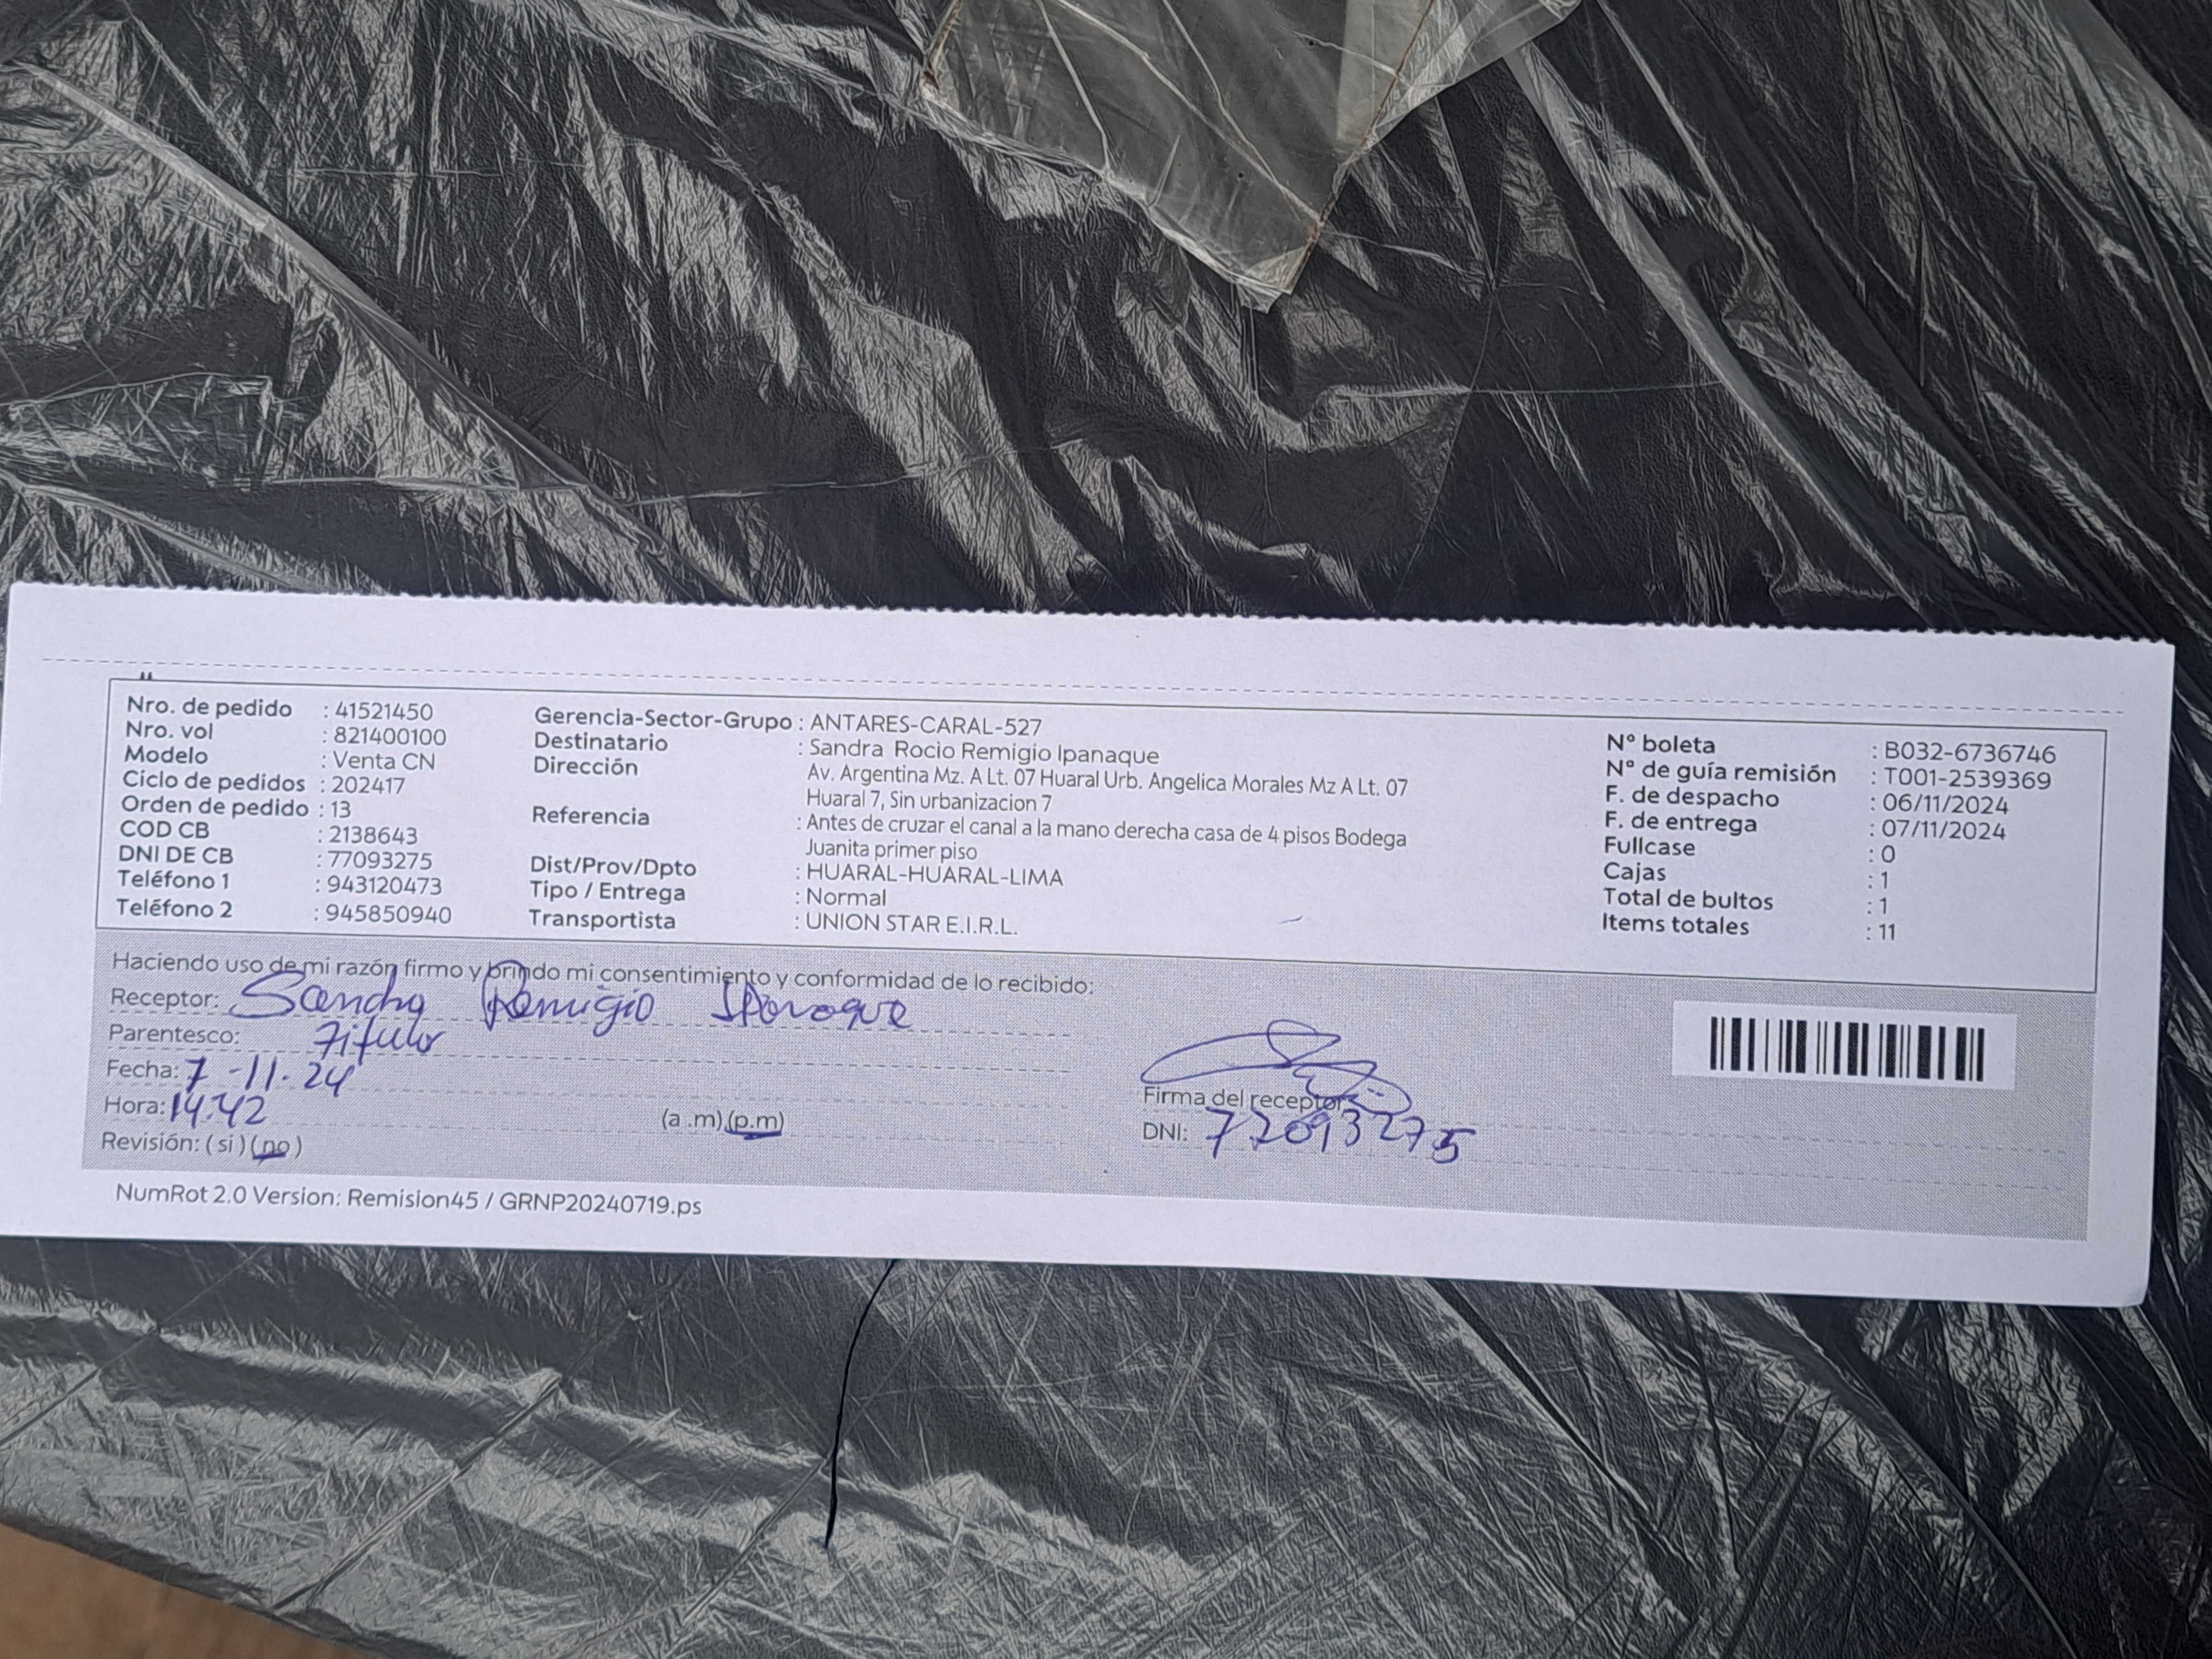 Nro. de pedido : 41521450
Nro. vol : 821400100
Modelo : Venta CN
Ciclo de pedidos : 202417
Orden de pedido : 13
COD CB : 2138643
DNI DE CB : 77093275
Teléfono 1 : 943120473
Teléfono 2 : 945850940
Gerencia-Sector-Grupo : ANTARES-CARAL-527
Destinatario : Sandra Rocio Remigio Ipanaque
Dirección Av. Argentina Mz. A Lt. 07 Huaral Urb. Angelica Morales Mz A Lt. 07
Huaral 7, Sin urbanizacion 7
Referencia : Antes de cruzar el canal a la mano derecha casa de 4 pisos Bodega
Juanita primer piso
Dist/Prov/Dpto : HUARAL-HUARAL-LIMA
Tipo / Entrega : Normal
Transportista : UNION STAR E.I.R.L.
N° boleta : B032-6736746
N° de guía remisión : T001-2539369
F. de despacho : 06/11/2024
F. de entrega : 07/11/2024
Fullcase : 0
Cajas : 1
Total de bultos : 1
Items totales : 11
Haciendo uso de mi razón firmo y brindo mi consentimiento y conformidad de lo recibido:
Receptor: Sandra Remigio Ipanaque
Parentesco: Titular
Fecha: 7-11-24
Hora: 14:42 (a .m) (p.m)
Revisión: ( si ) ( no )
Firma del receptor
DNI: 77093275
NumRot 2.0 Version: Remision45 / GRNP20240719.ps